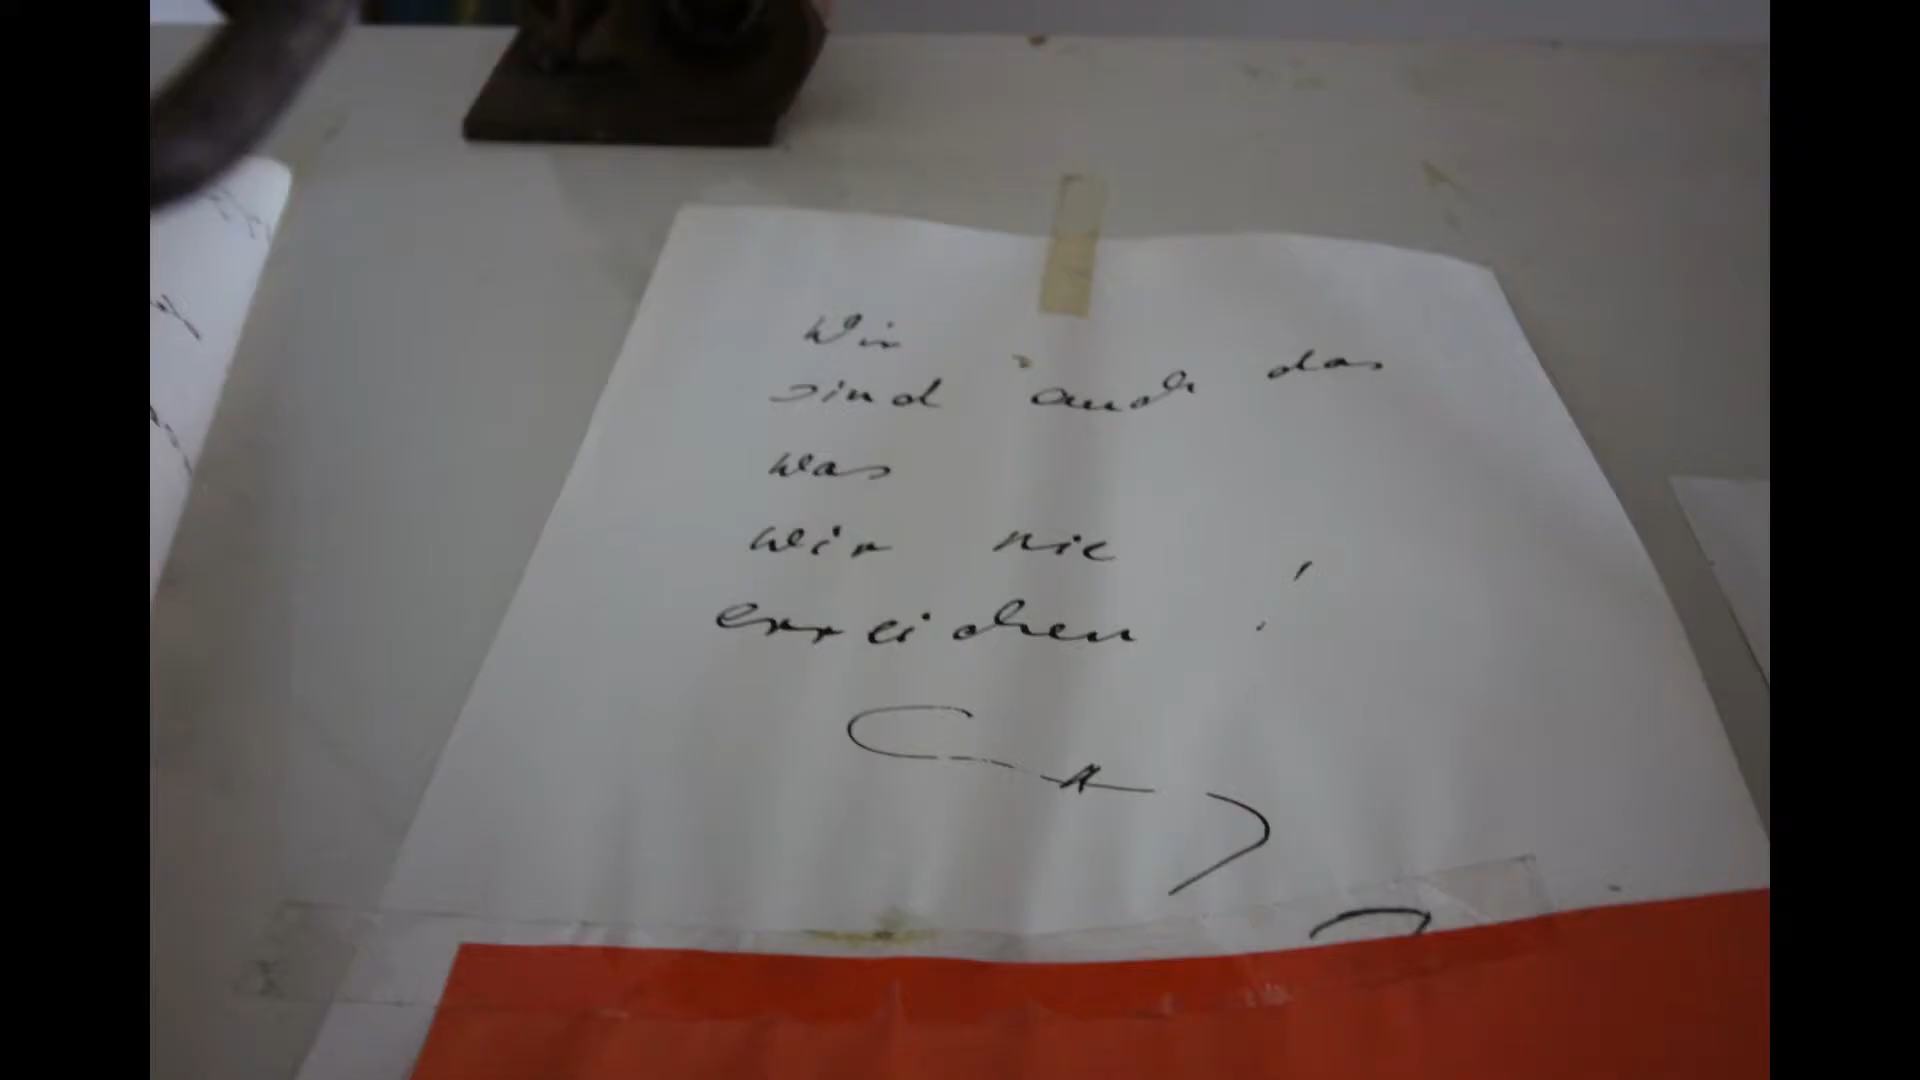 Wir
sind auch das
was
wir nie
erreichen !